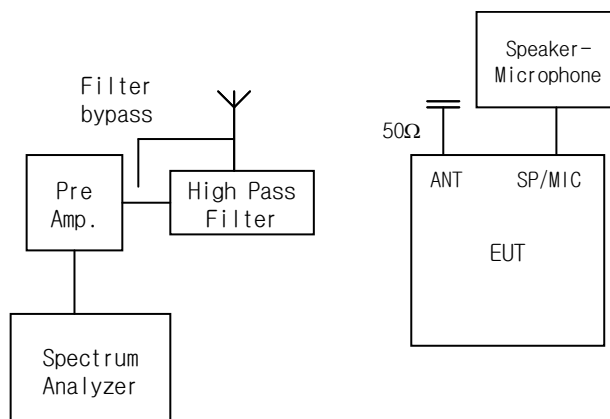 Filter
bypass
Pre
Amp.
High Pass
Filter
Spectrum
Analyzer
Speaker-
Microphone
50Ω
ANT SP/MIC
EUT